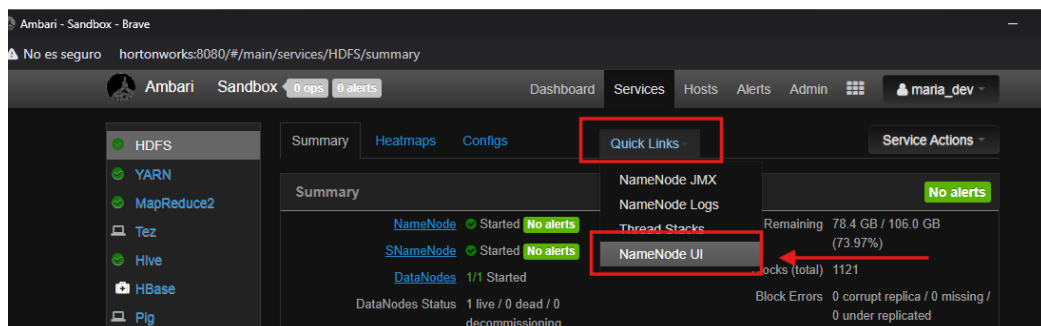 Ambari - Sandbox - Brave
No es seguro hortonworks:8080/#/main/services/HDFS/summary
Ambari Sandbox 0 ops 0 alerts Dashboard Services Hosts Alerts Admin maria_dev
HDFS
YARN
MapReduce2
Tez
Hive
HBase
Pig
Summary Heatmaps Configs Quick Links Service Actions
NameNode JMX
NameNode Logs
Thread Stacks
NameNode UI
Summary No alerts
NameNode Started No alerts
SNameNode Started No alerts
DataNodes 1/1 Started
DataNodes Status 1 live / 0 dead / 0
decommissioning
Remaining 78.4 GB / 106.0 GB
(73.97%)
(total) 1121
Block Errors 0 corrupt replica / 0 missing /
0 under replicated